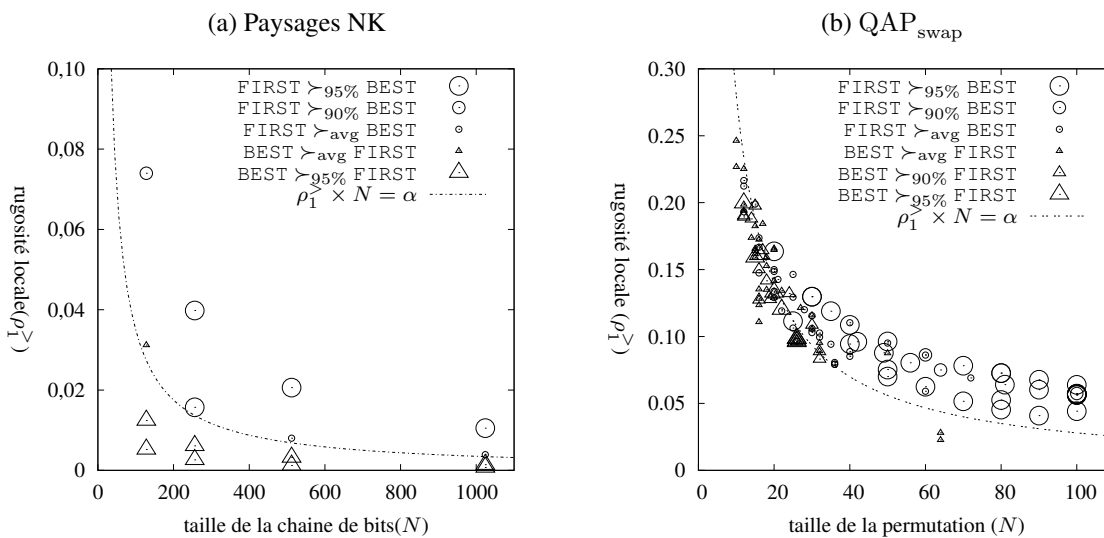 (a) Paysages NK
0,10
0,08
0,06
0,04
0,02
0
0
200
400
600
800
1000
rugosité locale(ρ₁^>)
taille de la chaine de bits(N)
FIRST ≻95% BEST
FIRST ≻90% BEST
FIRST ≻avg BEST
BEST ≻avg FIRST
BEST ≻95% FIRST
ρ₁^> × N = α
(b) QAPswap
0.30
0.25
0.20
0.15
0.10
0.05
0.00
0
20
40
60
80
100
rugosité locale (ρ₁^>)
taille de la permutation (N)
FIRST ≻95% BEST
FIRST ≻90% BEST
FIRST ≻avg BEST
BEST ≻avg FIRST
BEST ≻90% FIRST
BEST ≻95% FIRST
ρ₁^> × N = α